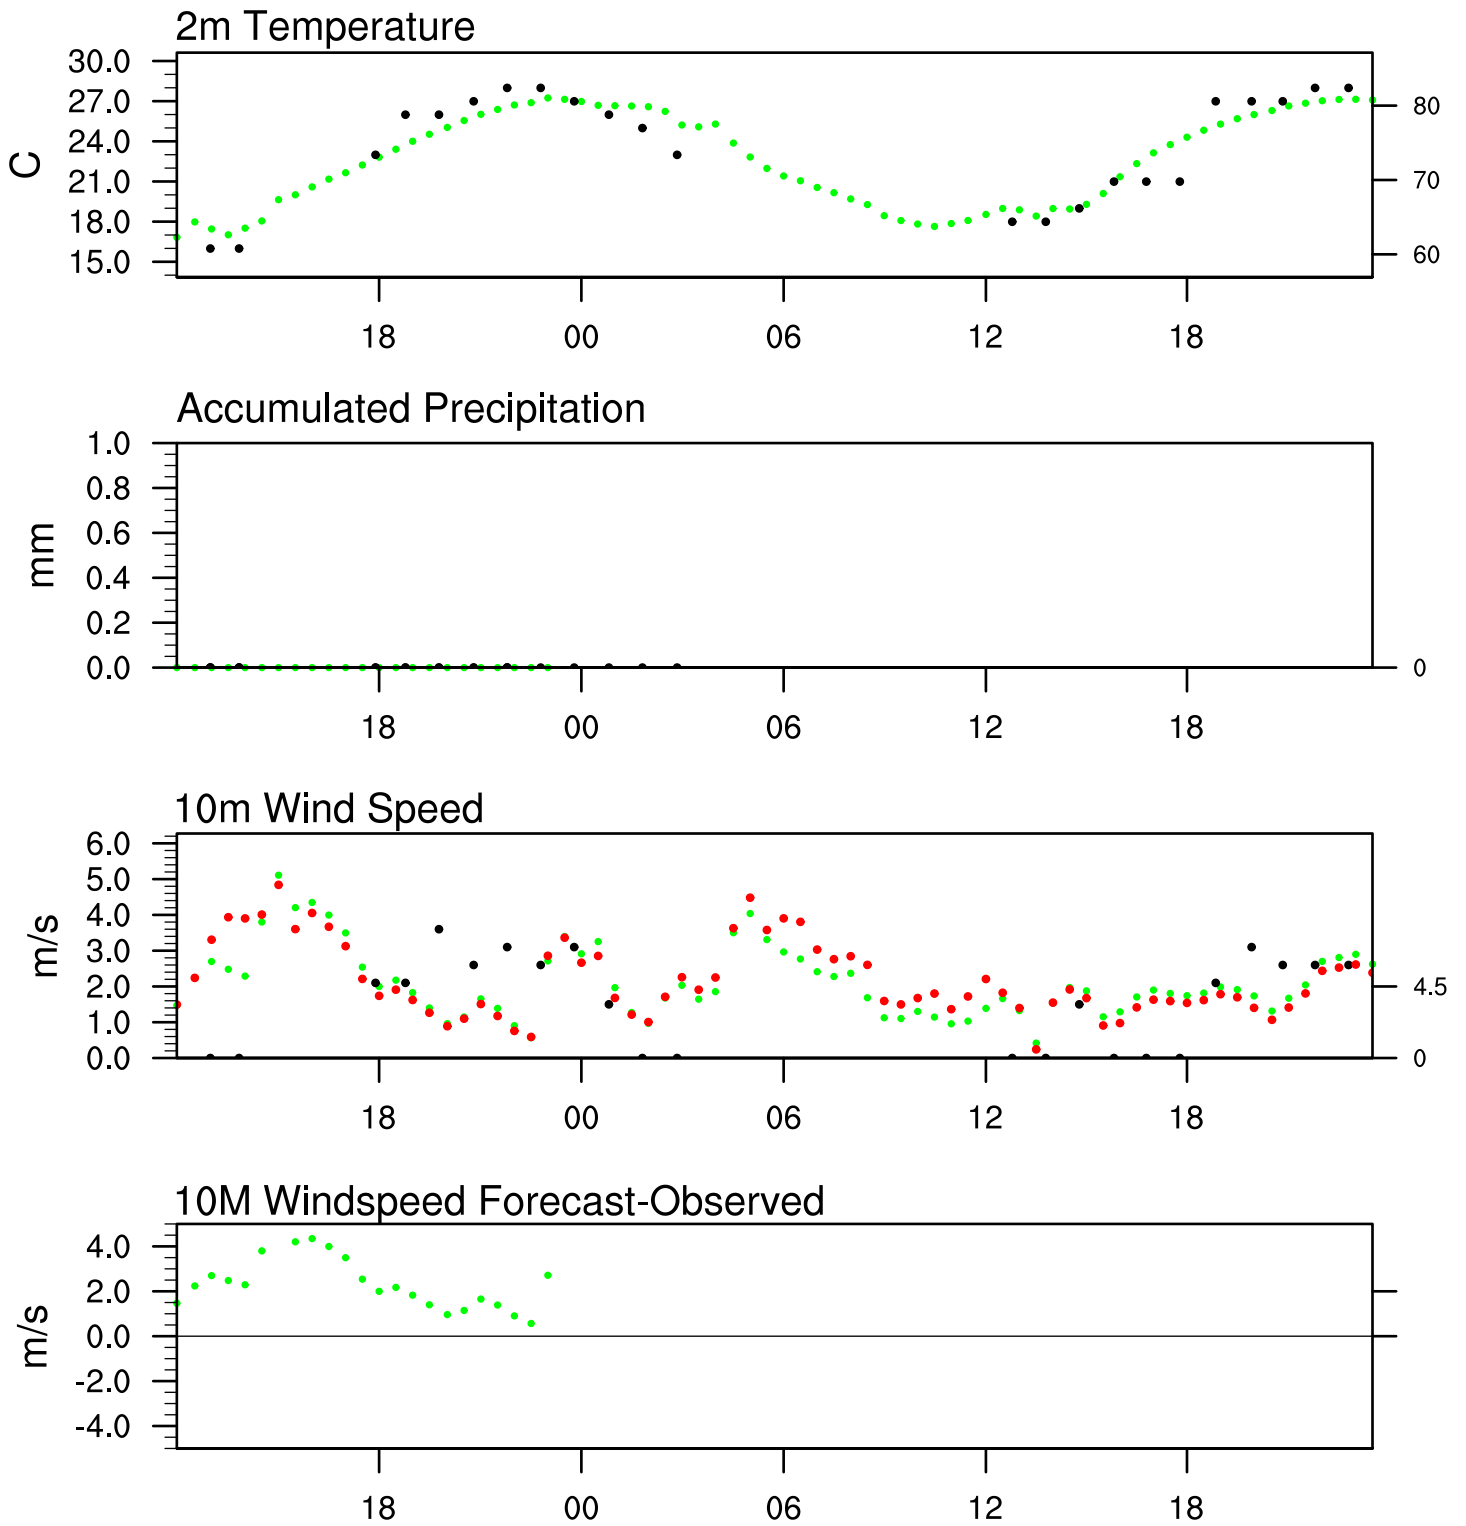 2m Temperature
30.0
27.0
24.0
21.0
18.0
15.0
C
80
70
60
18 00 06 12 18
Accumulated Precipitation
1.0
0.8
0.6
0.4
0.2
0.0
mm
0
18 00 06 12 18
10m Wind Speed
6.0
5.0
4.0
3.0
2.0
1.0
0.0
m/s
4.5
0
18 00 06 12 18
10M Windspeed Forecast-Observed
4.0
2.0
0.0
-2.0
-4.0
m/s
18 00 06 12 18